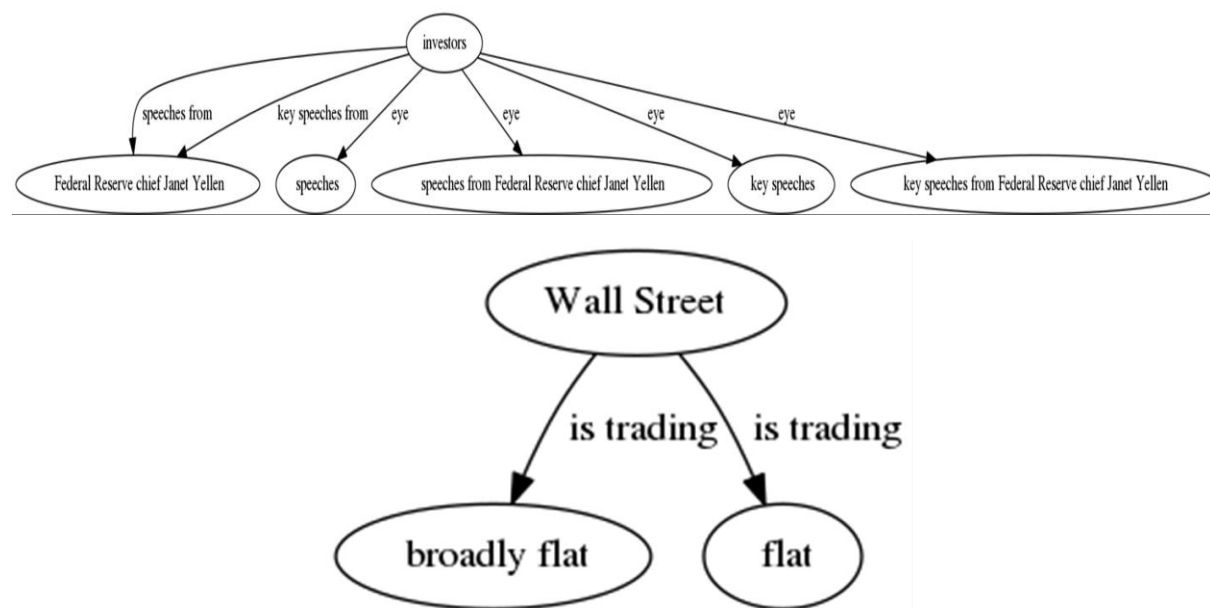 investors
speeches from
key speeches from
eye
eye
eye
eye
Federal Reserve chief Janet Yellen
speeches
speeches from Federal Reserve chief Janet Yellen
key speeches
key speeches from Federal Reserve chief Janet Yellen
Wall Street
is trading
is trading
broadly flat
flat